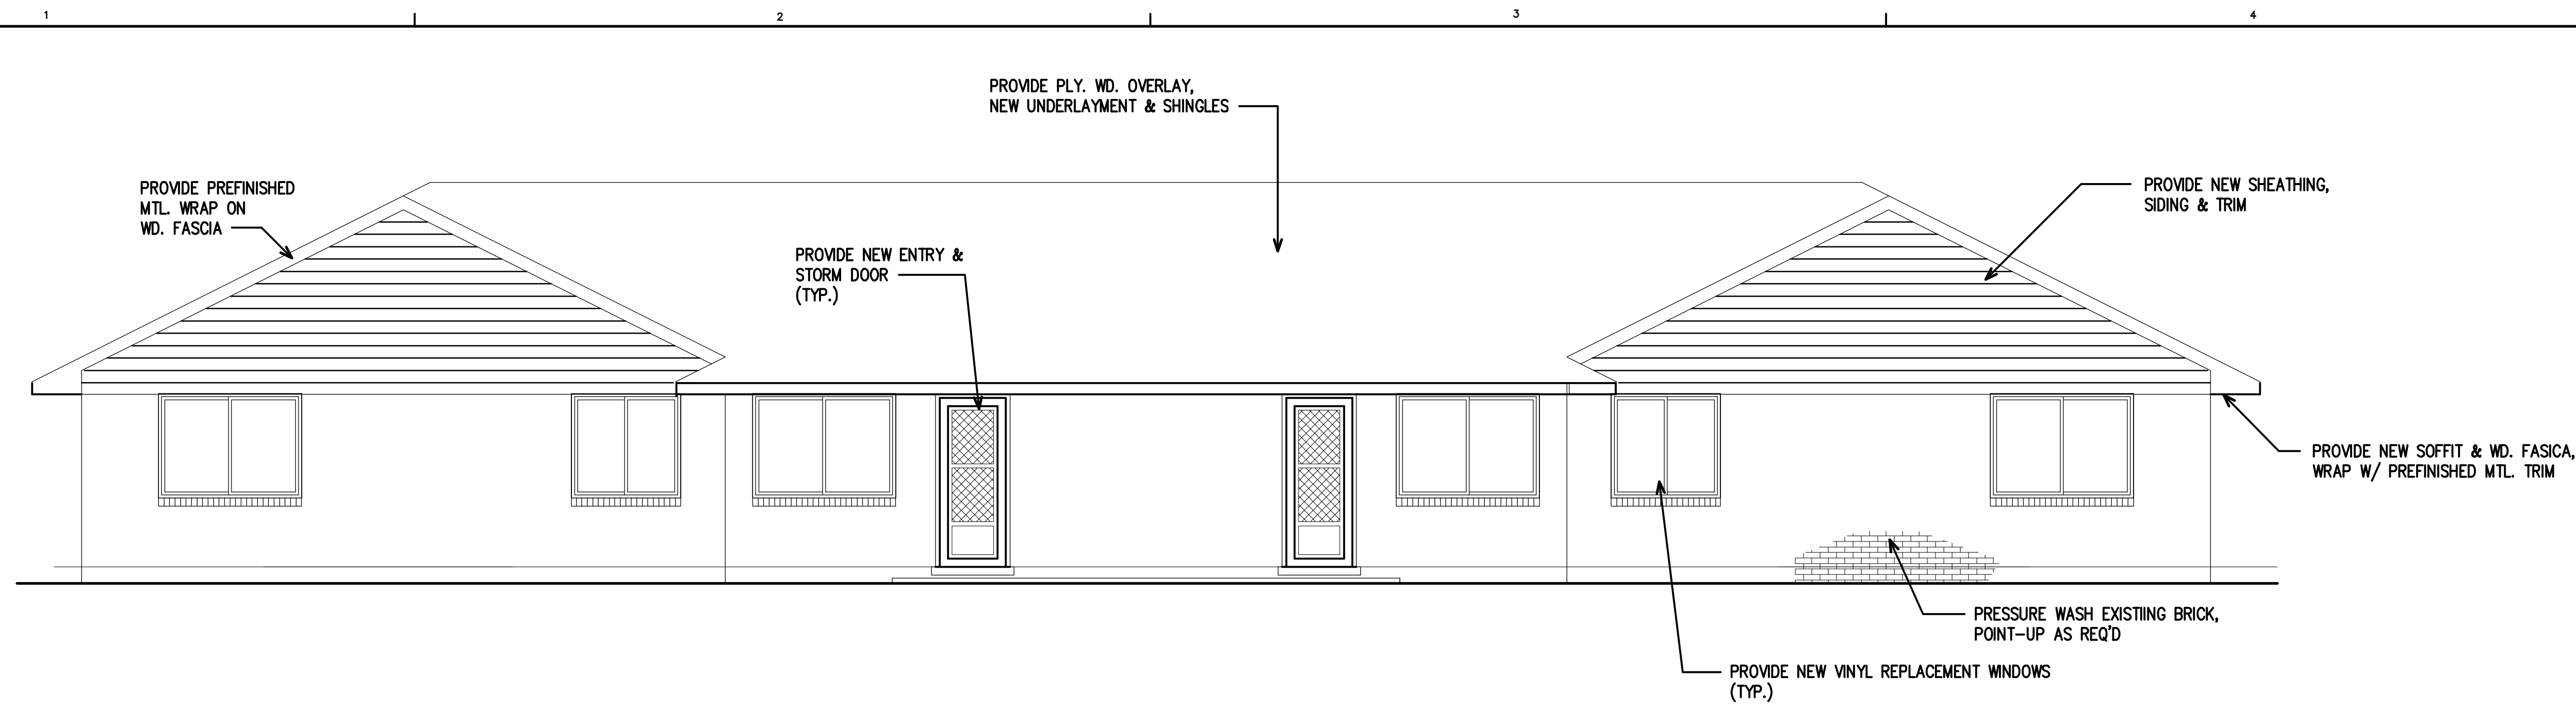 1
2
3
4
PROVIDE PLY. WD. OVERLAY,
NEW UNDERLAYMENT & SHINGLES
PROVIDE PREFINISHED
MTL. WRAP ON
WD. FASCIA
PROVIDE NEW SHEATHING,
SIDING & TRIM
PROVIDE NEW ENTRY &
STORM DOOR
(TYP.)
PROVIDE NEW SOFFIT & WD. FASICA,
WRAP W/ PREFINISHED MTL. TRIM
PRESSURE WASH EXISTIING BRICK,
POINT-UP AS REQ'D
PROVIDE NEW VINYL REPLACEMENT WINDOWS
(TYP.)